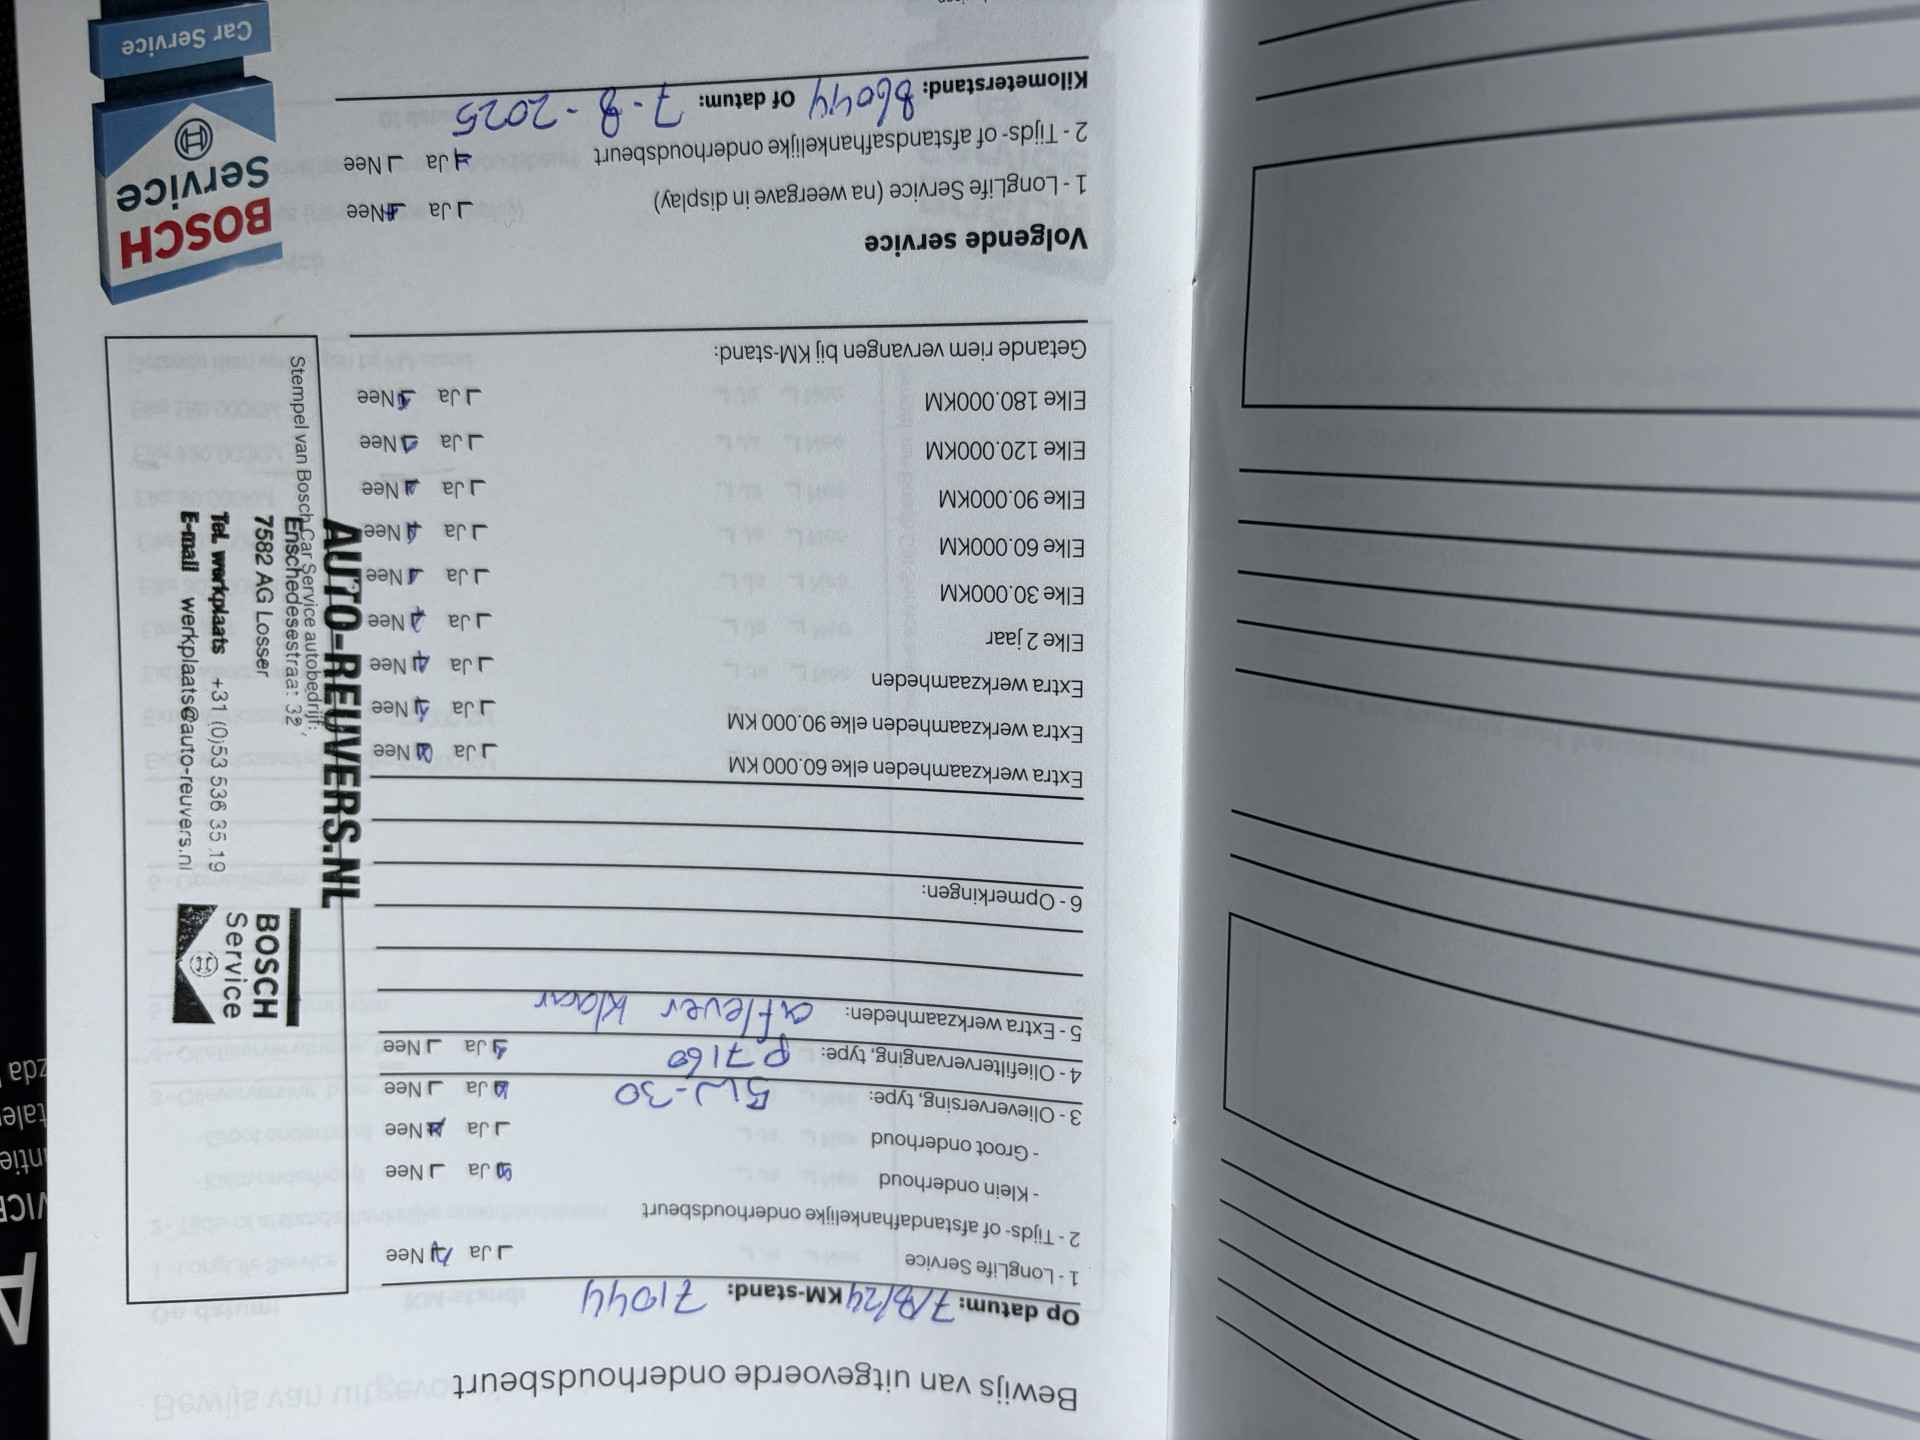 Bewijs van uitgevoerde onderhoudsbeurt
Op datum: 7/8/24 KM-stand: 71044
1 - LongLife Service Ja Nee
2 - Tijds- of afstandafhankelijke onderhoudsbeurt
- Klein onderhoud Ja Nee
- Groot onderhoud Ja Nee
3 - Olieverversing, type: 5W-30 Ja Nee
4 - Oliefiltervervanging, type: P7160 Ja Nee
5 - Extra werkzaamheden: aflever klaar
6 - Opmerkingen:
Extra werkzaamheden elke 60.000 KM Ja Nee
Extra werkzaamheden elke 90.000 KM Ja Nee
Extra werkzaamheden Ja Nee
Elke 2 jaar Ja Nee
Elke 30.000KM Ja Nee
Elke 60.000KM Ja Nee
Elke 90.000KM Ja Nee
Elke 120.000KM Ja Nee
Elke 180.000KM Ja Nee
Getande riem vervangen bij KM-stand:
Volgende service
1 - LongLife Service (na weergave in display) Ja Nee
2 - Tijds- of afstandsafhankelijke onderhoudsbeurt Ja Nee
Kilometerstand: 86044 Of datum: 7-8-2025
Stempel van Bosch Car Service autobedrijf:
AUTO-REUVERS.NL
Enschedesestraat 32
7582 AG Losser
Tel. werkplaats +31 (0)53 536 35 19
E-mail werkplaats@auto-reuvers.nl
BOSCH
Service
BOSCH
Service
Car Service